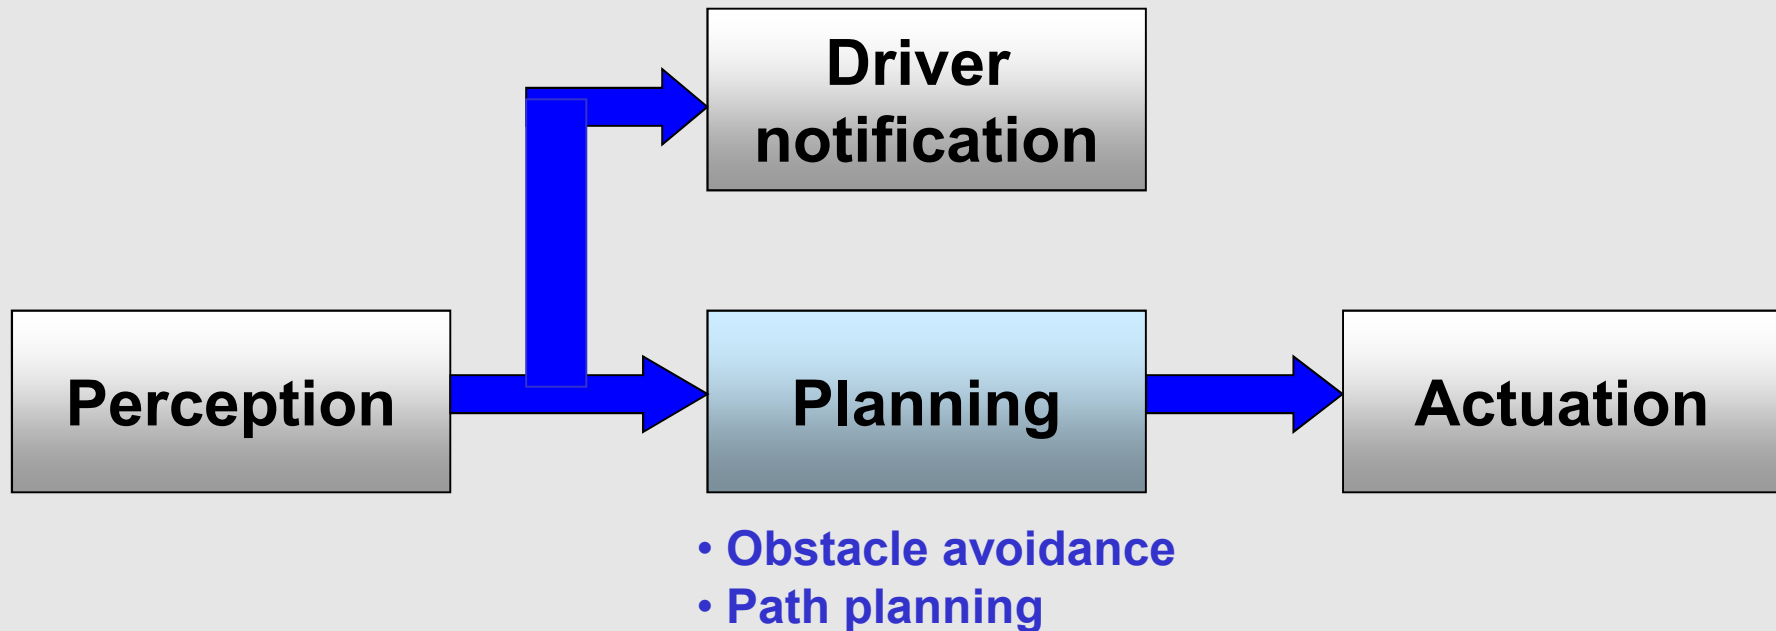 Driver
notification
Perception
Planning
Actuation
• Obstacle avoidance
• Path planning